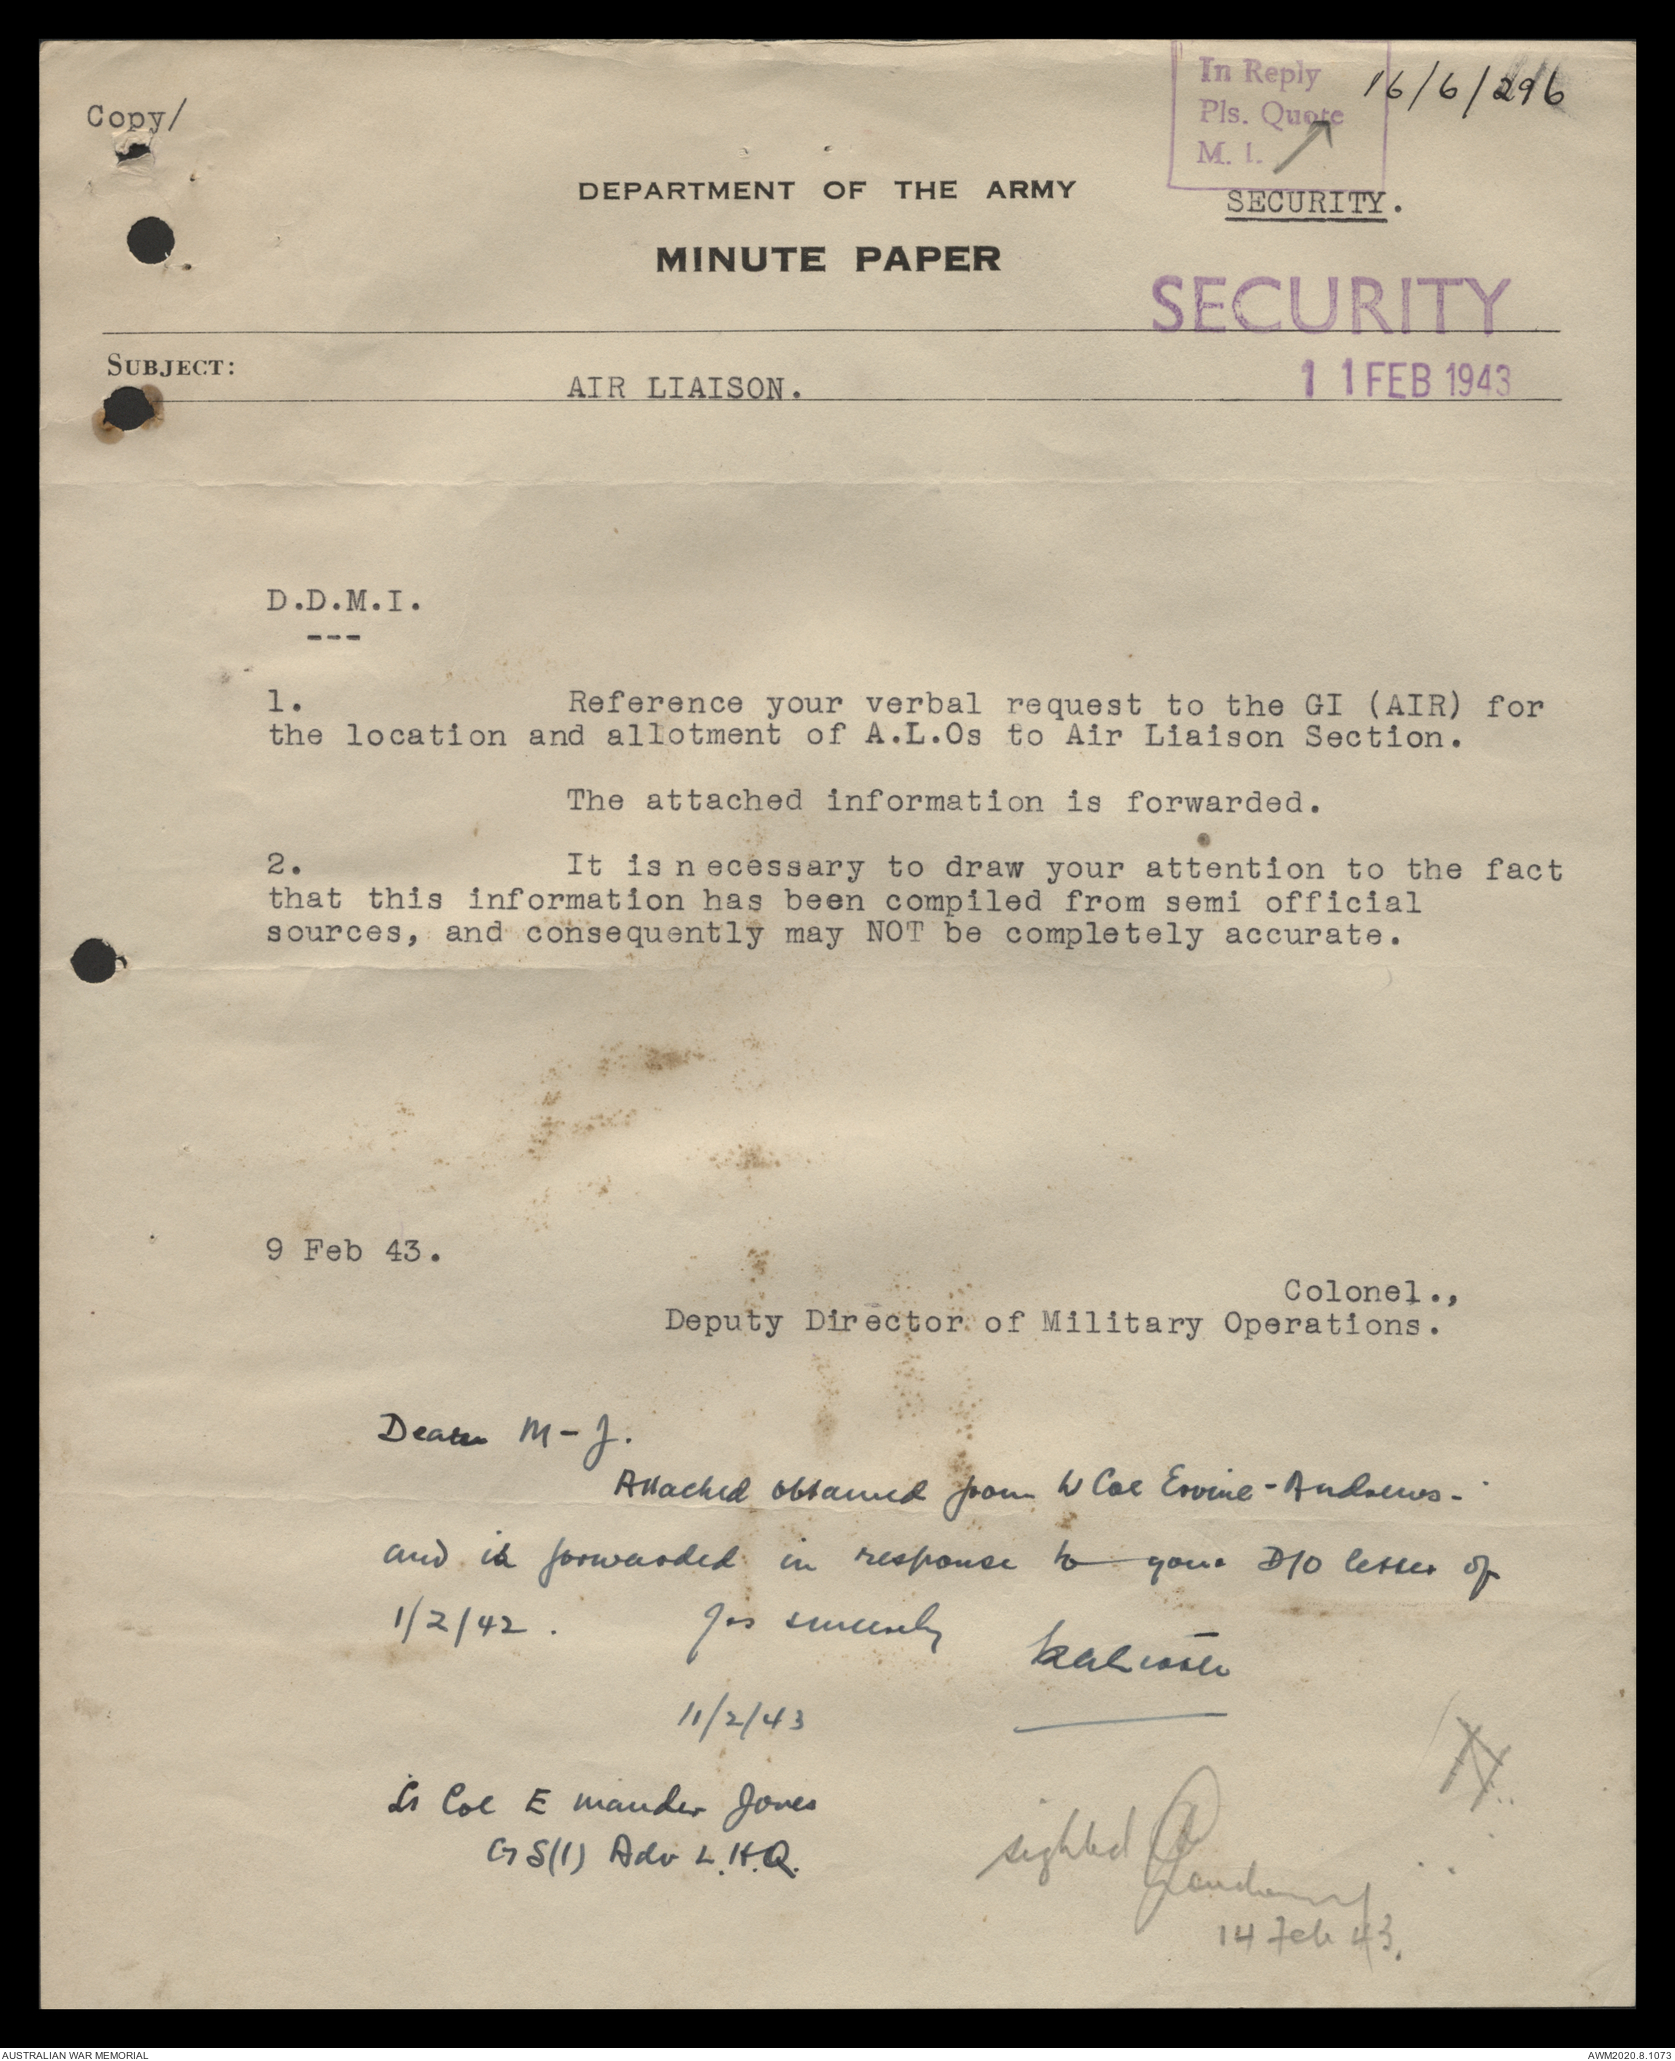 Copy/
In Reply
Pls. Quote
M. I.
16/6/296
DEPARTMENT OF THE ARMY
SECURITY.
MINUTE PAPER
SECURITY
SUBJECT:
AIR LIAISON.
1 1 FEB 1943
D.D.M.I.
---
1. Reference your verbal request to the GI (AIR) for
the location and allotment of A.L.Os to Air Liaison Section.
The attached information is forwarded.
2. It is n ecessary to draw your attention to the fact
that this information has been compiled from semi official
sources, and consequently may NOT be completely accurate.
9 Feb 43.
Colonel.,
Deputy Director of Military Operations.
Dear M-J.
Attached obtained from Lt Col Ervine-Andrews -
and is forwarded in response to your D/O letter of
1/2/42. Yrs sincerely
11/2/43
Lt Col E Mander Jones
GS(I) Adv L.H.Q.
sighted
14 Feb 43.
AUSTRALIAN WAR MEMORIAL
AWM2020.8.1073